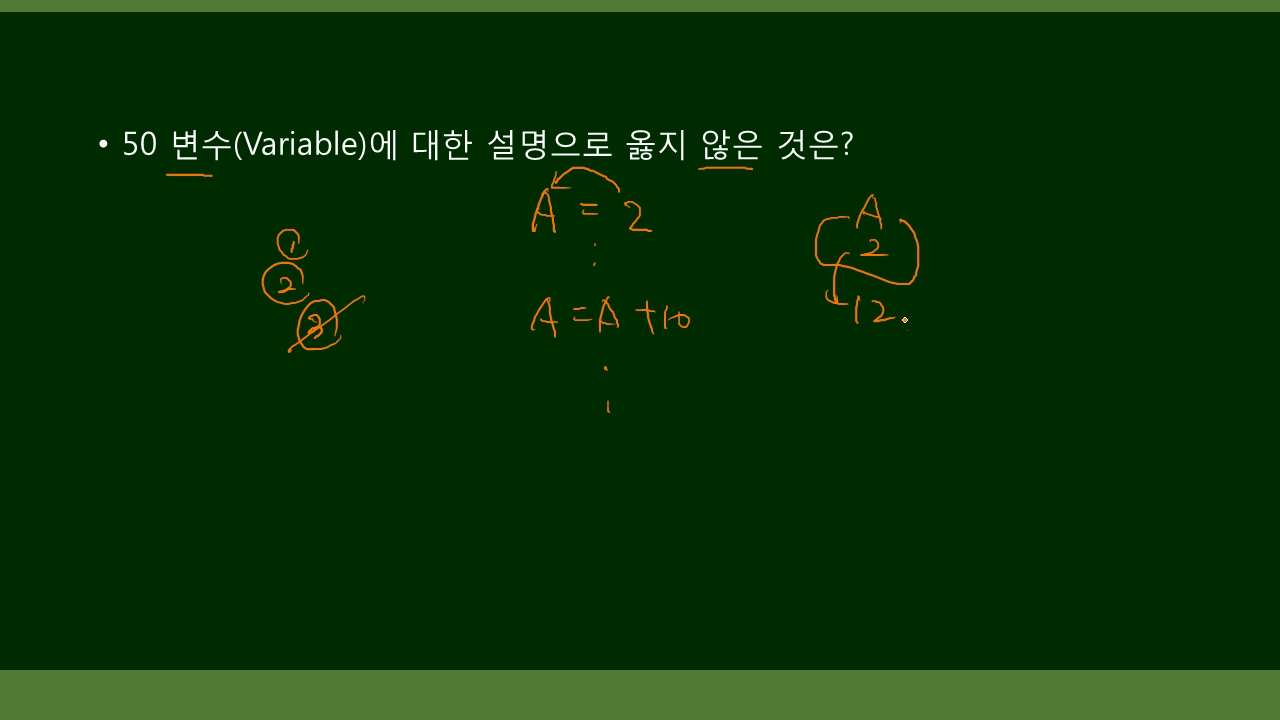 • 50 변수(Variable)에 대한 설명으로 옳지 않은 것은?
A = 2
:
A = A + 10
:
①
②
③
A
2
12